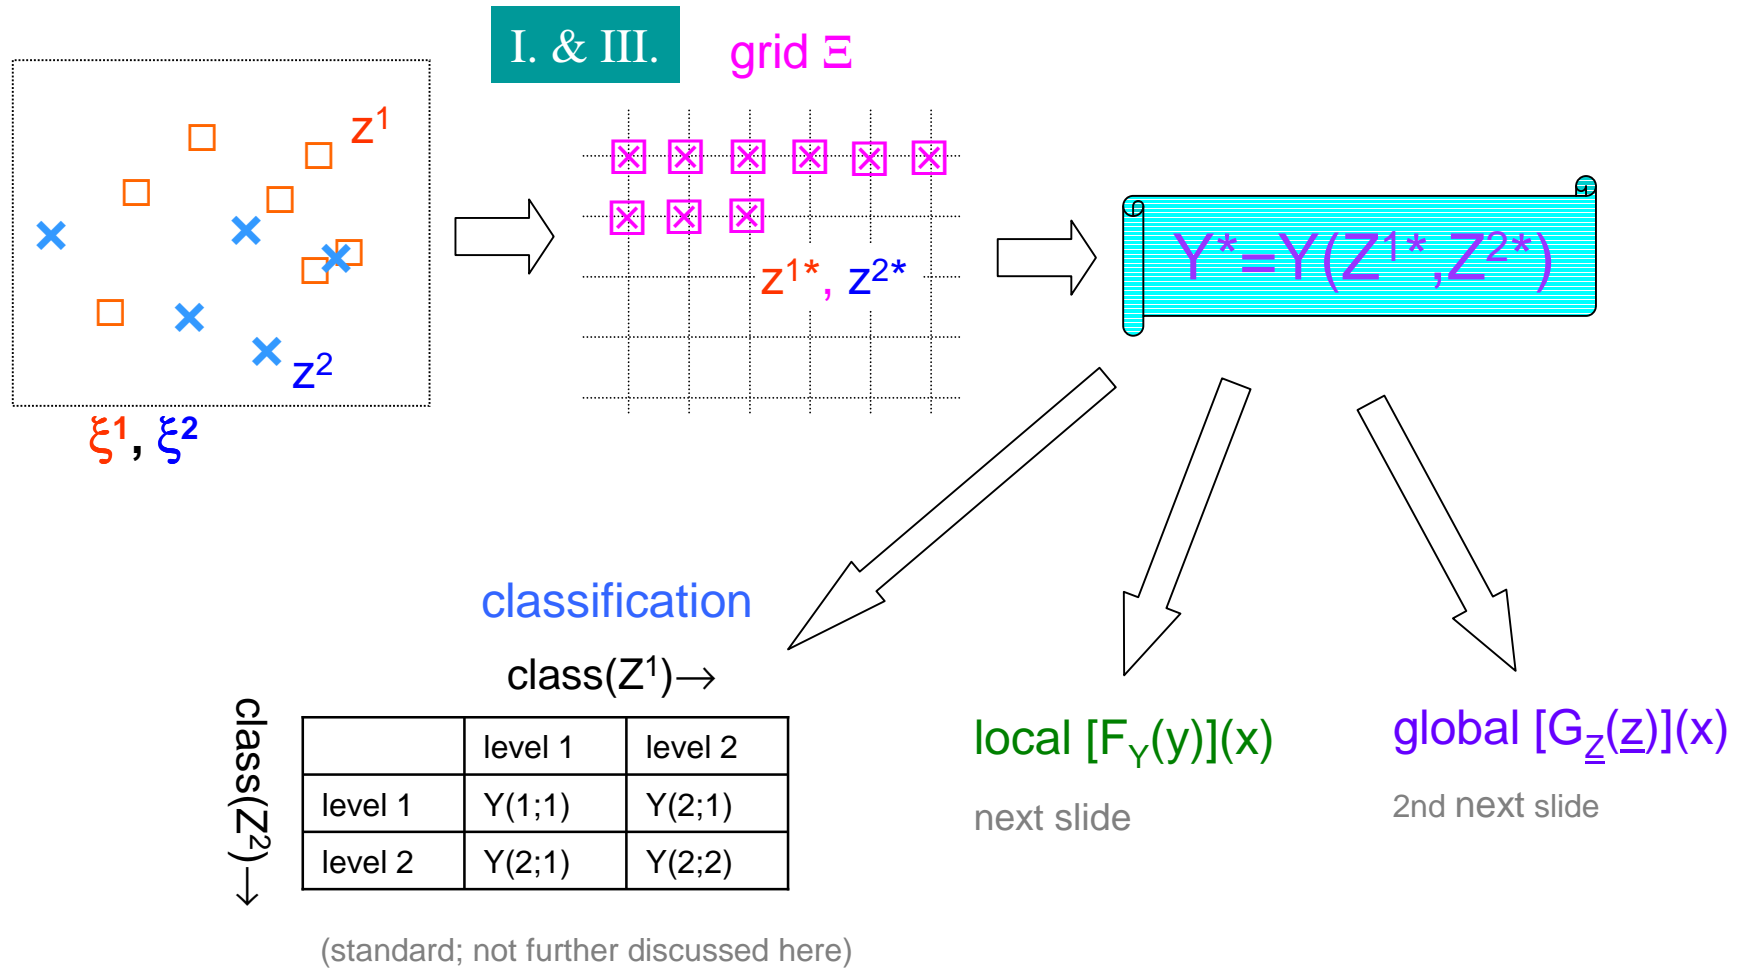 I. & III.
grid Ξ
z¹
z²
ξ¹, ξ²
z¹*, z²*
Y*=Y(Z¹*,Z²*)
classification
class(Z¹)→
class(Z²)→
level 1 level 2
level 1 Y(1;1) Y(2;1)
level 2 Y(2;1) Y(2;2)
(standard; not further discussed here)
local [F_Y(y)](x)
next slide
global [G_Z(z)](x)
2nd next slide